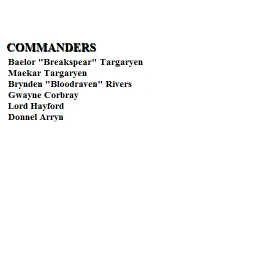 COMMANDERS
Baelor "Breakspear" Targaryen
Maekar Targaryen
Brynden "Bloodraven" Rivers
Gwayne Corbray
Lord Hayford
Donnel Arryn